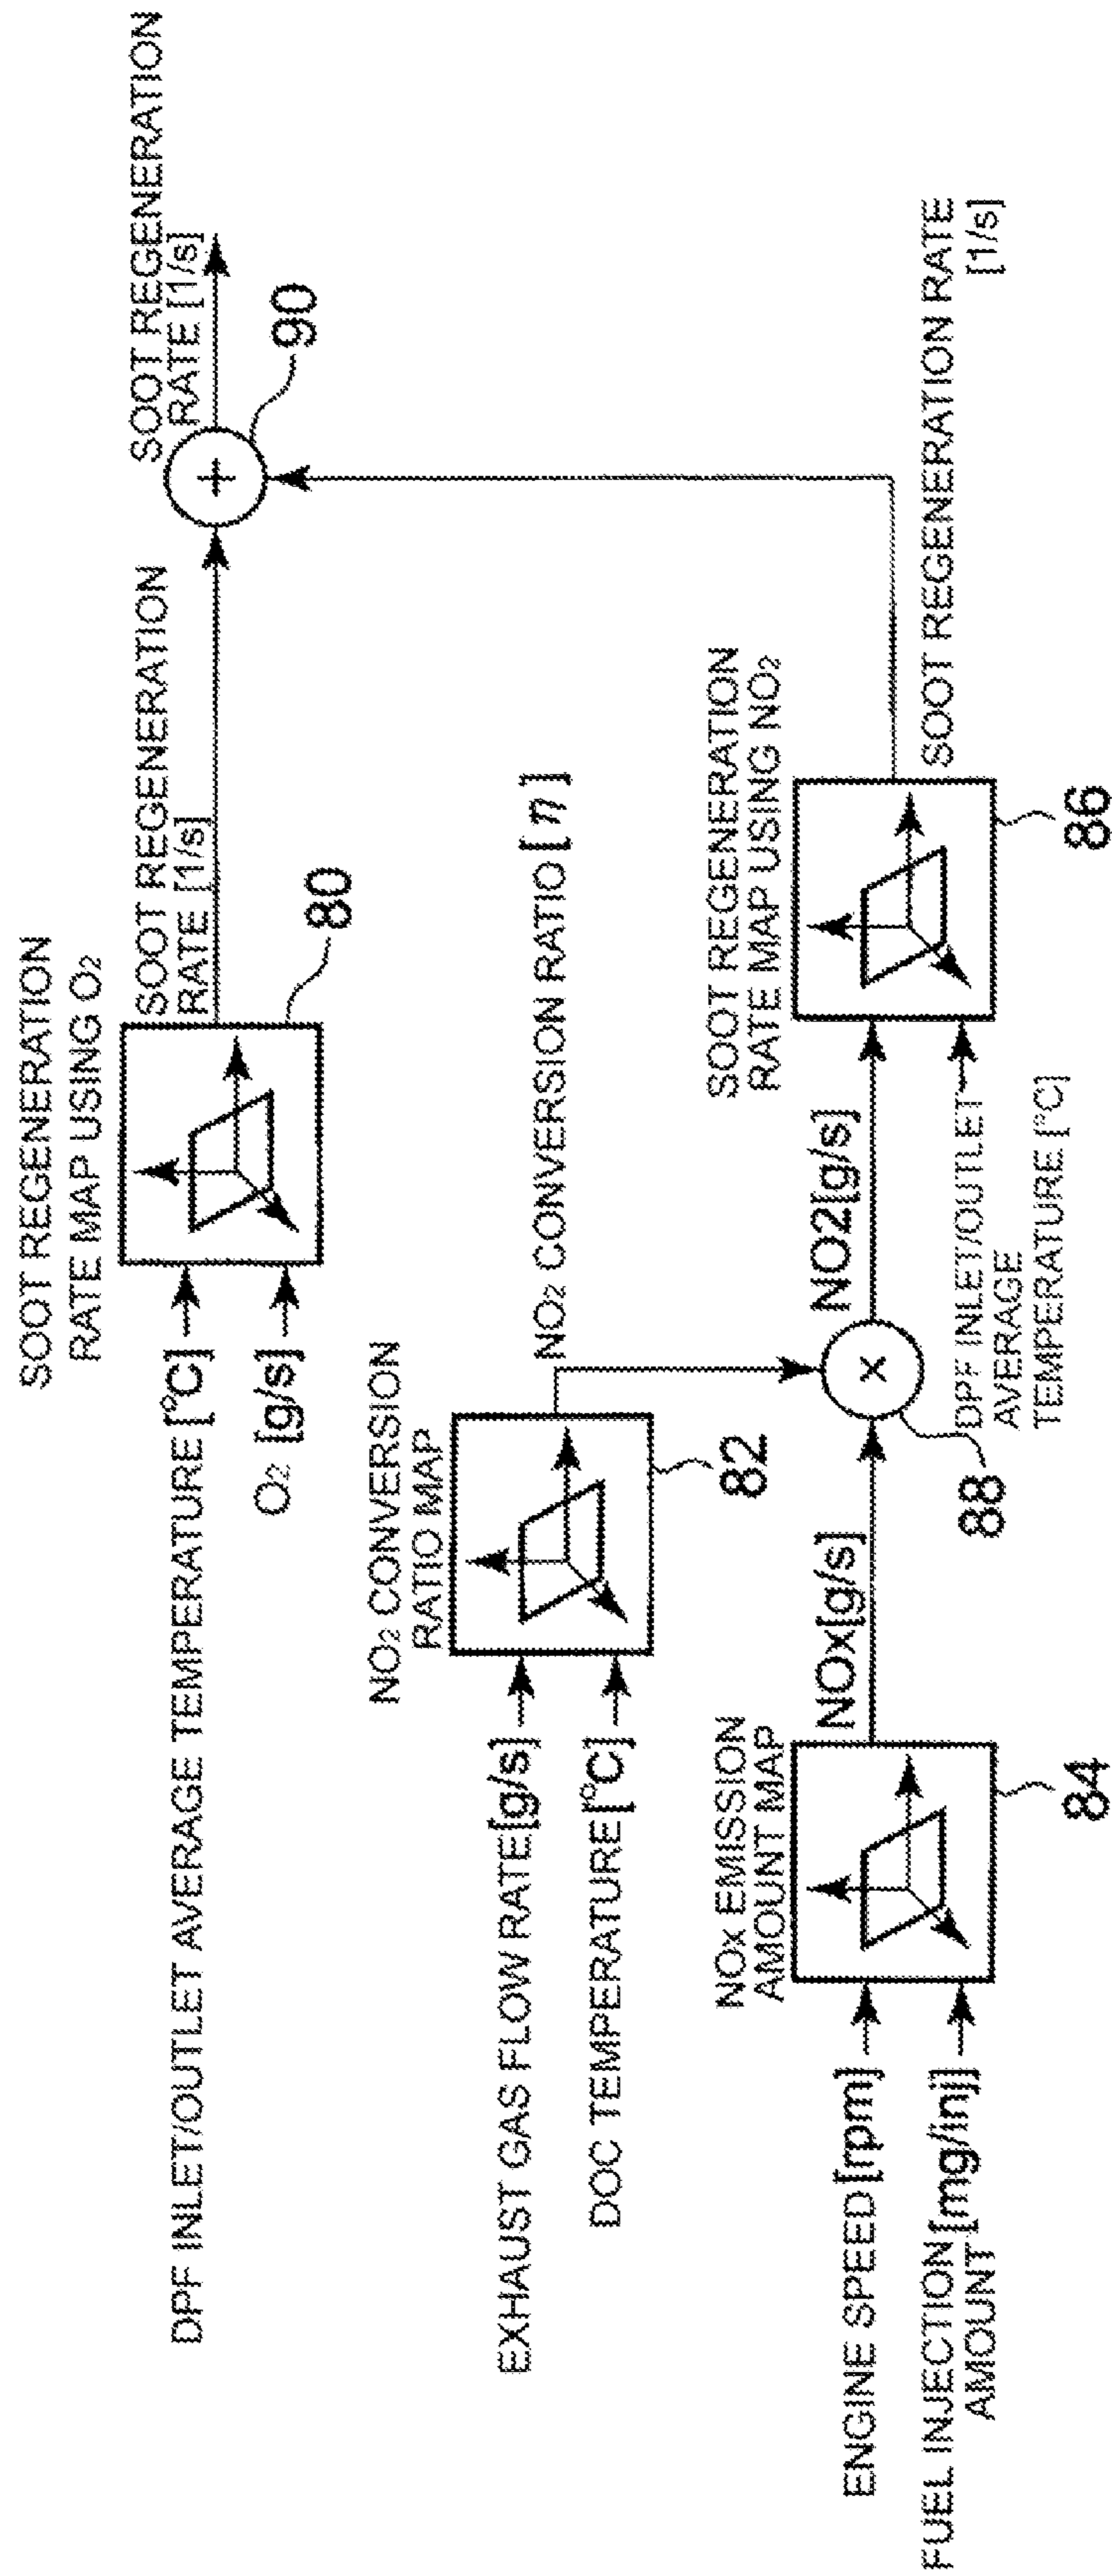 SOOT REGENERATION
RATE MAP USING O₂
DPF INLET/OUTLET AVERAGE TEMPERATURE [°C]
O₂ [g/s]
80
SOOT REGENERATION
RATE [1/s]
90
SOOT REGENERATION
RATE [1/s]
NO₂ CONVERSION
RATIO MAP
EXHAUST GAS FLOW RATE[g/s]
DOC TEMPERATURE[°C]
82
NO₂ CONVERSION RATIO [η]
NOx EMISSION
AMOUNT MAP
ENGINE SPEED[rpm]
FUEL INJECTION[mg/inj]
AMOUNT
84
NOx[g/s]
×
88
NO2[g/s]
DPF INLET/OUTLET
AVERAGE
TEMPERATURE [°C]
SOOT REGENERATION
RATE MAP USING NO₂
86
SOOT REGENERATION RATE
[1/s]
+